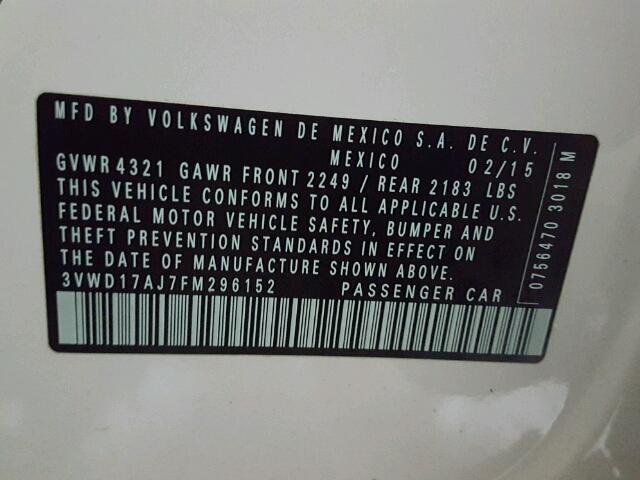 MFD BY VOLKSWAGEN DE MEXICO S.A. DE C.V.
MEXICO 02/15
GVWR 4321 GAWR FRONT 2249 / REAR 2183 LBS
THIS VEHICLE CONFORMS TO ALL APPLICABLE U.S.
FEDERAL MOTOR VEHICLE SAFETY, BUMPER AND
THEFT PREVENTION STANDARDS IN EFFECT ON
THE DATE OF MANUFACTURE SHOWN ABOVE.
3VWD17AJ7FM296152 PASSENGER CAR
0756470 3018 M